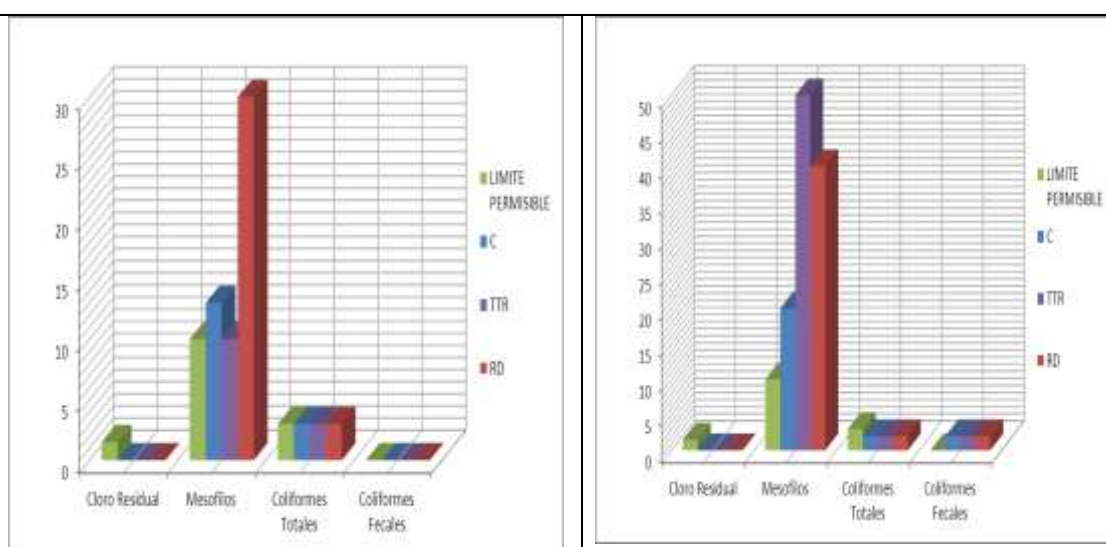 30
25
20
15
10
5
0
Cloro Residual
Mesofilos
Coliformes
Totales
Coliformes
Fecales
LIMITE
PERMISIBLE
C
TTR
RD
50
45
40
35
30
25
20
15
10
5
0
Cloro Residual
Mesofilos
Coliformes
Totales
Coliformes
Fecales
LIMITE
PERMISIBLE
C
TTR
RD